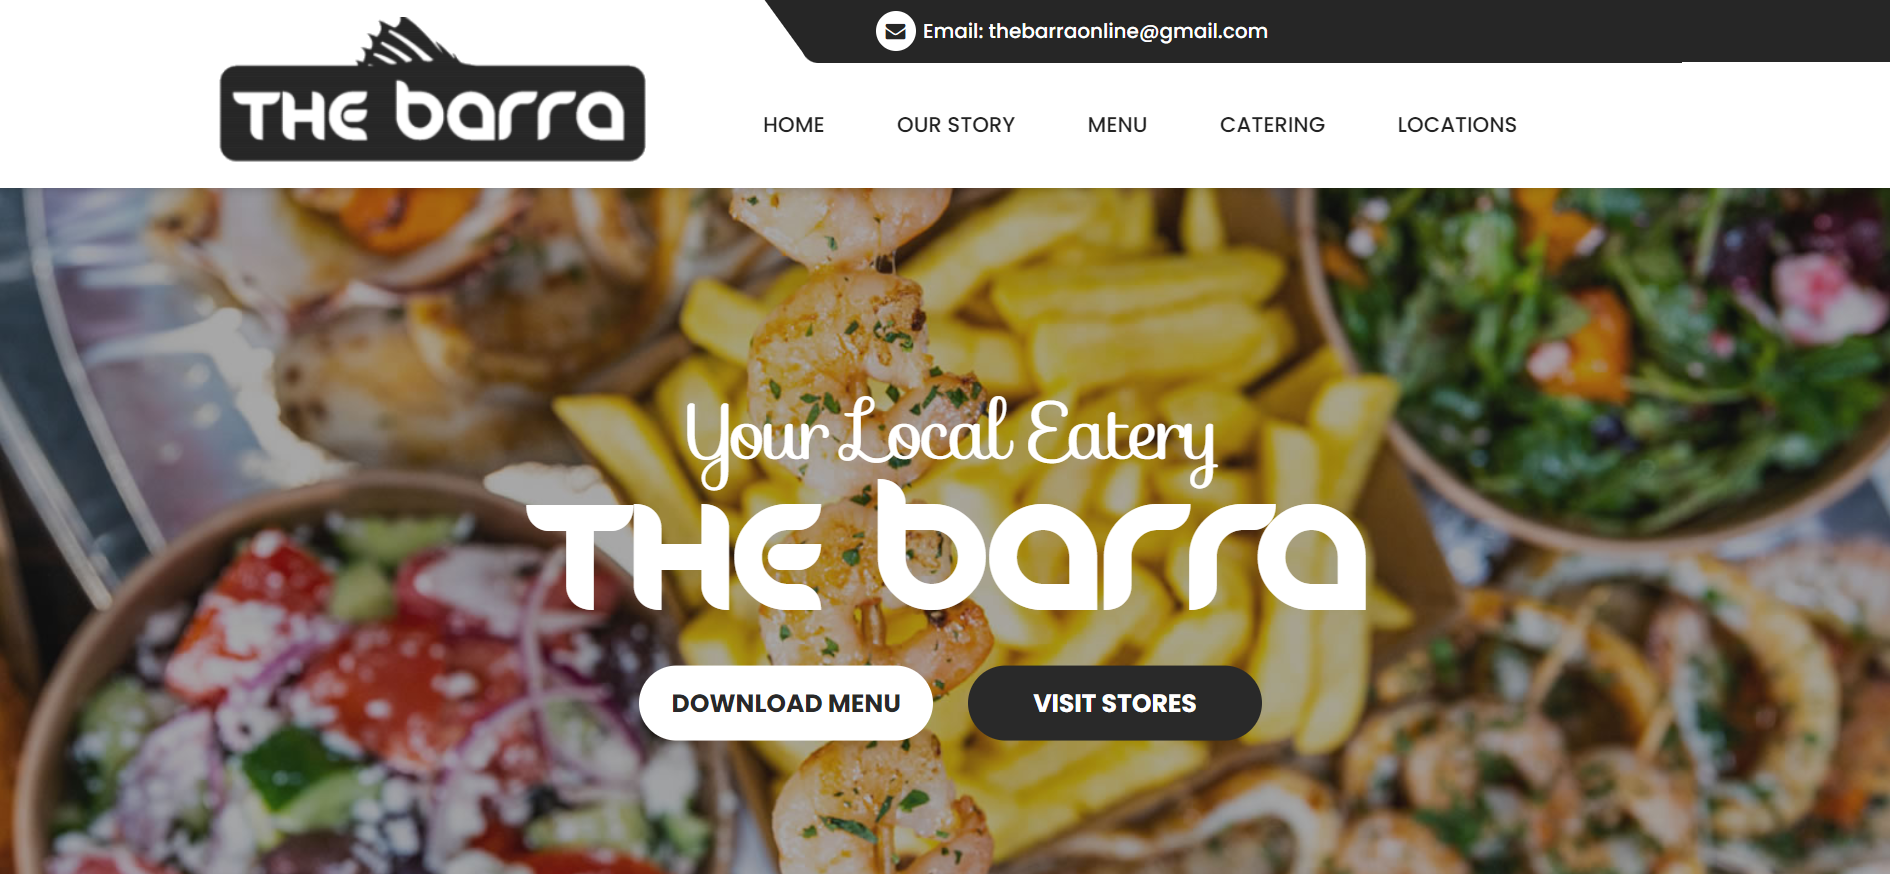 THE barra
Email: thebarraonline@gmail.com
HOME OUR STORY MENU CATERING LOCATIONS
Your Local Eatery
THE barra
DOWNLOAD MENU VISIT STORES